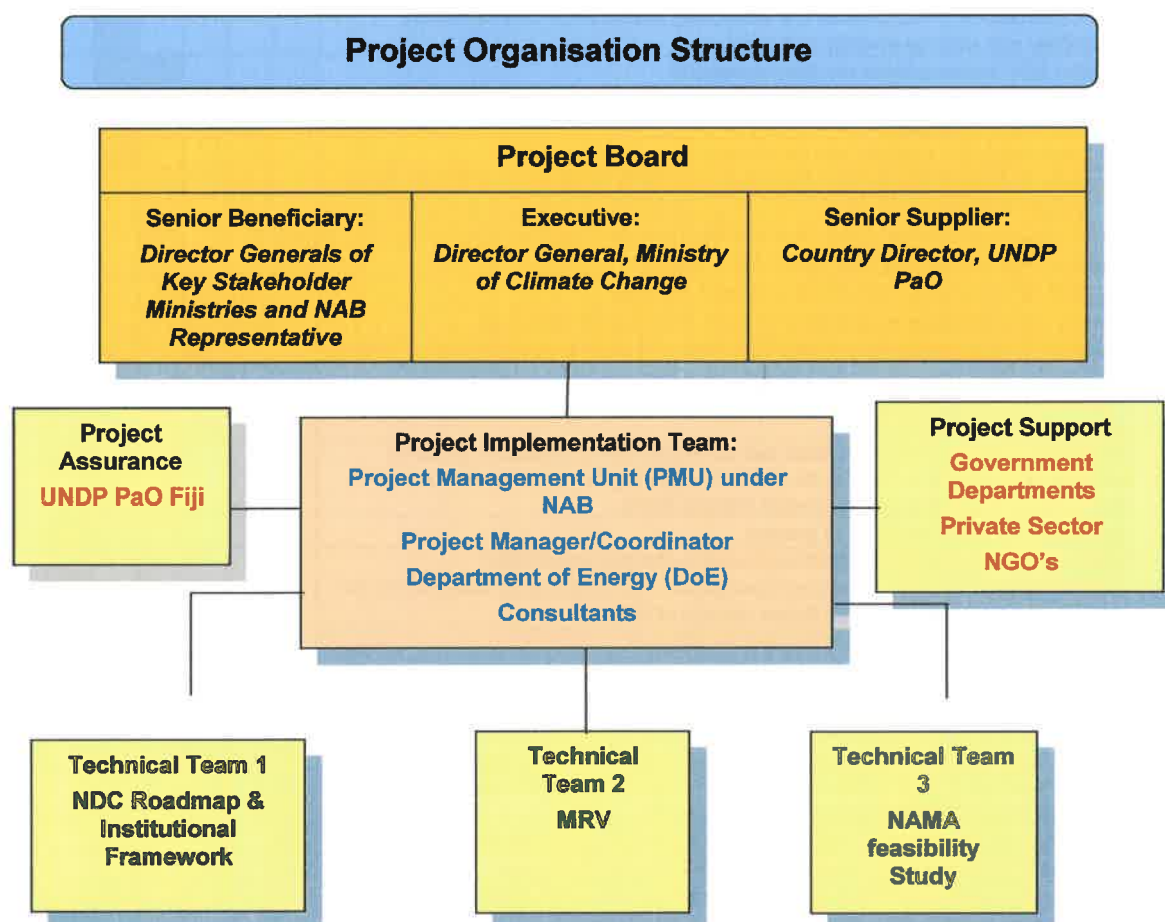 Project Organisation Structure
Project Board
Senior Beneficiary:
Director Generals of
Key Stakeholder
Ministries and NAB
Representative
Executive:
Director General, Ministry
of Climate Change
Senior Supplier:
Country Director, UNDP
PaO
Project
Assurance
UNDP PaO Fiji
Project Implementation Team:
Project Management Unit (PMU) under
NAB
Project Manager/Coordinator
Department of Energy (DoE)
Consultants
Project Support
Government
Departments
Private Sector
NGO's
Technical Team 1
NDC Roadmap &
Institutional
Framework
Technical
Team 2
MRV
Technical Team
3
NAMA
feasibility
Study